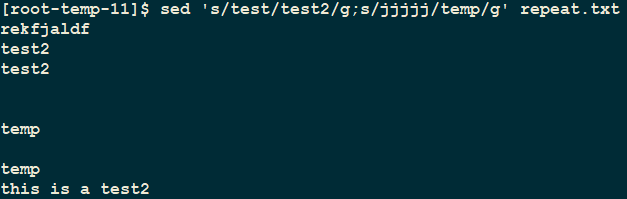 [root-temp-11]$ sed 's/test/test2/g;s/jjjjj/temp/g' repeat.txt
rekfjaldf
test2
test2
temp
temp
this is a test2